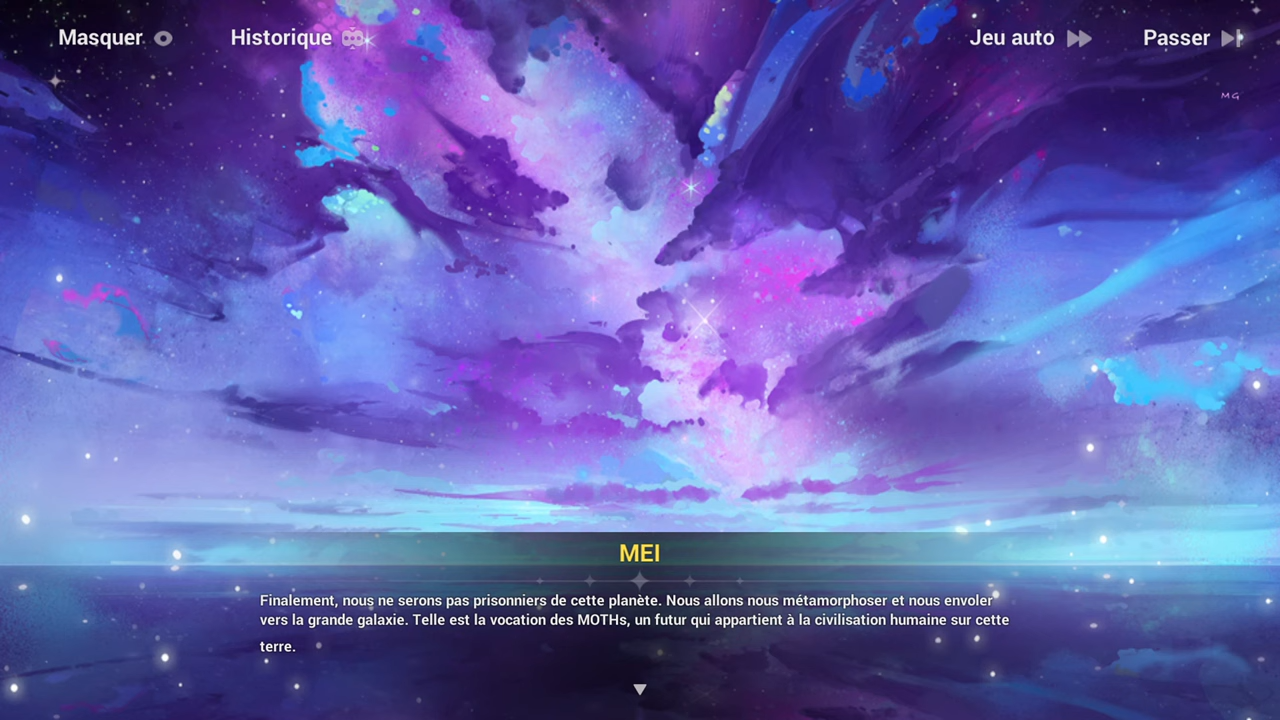 Masquer
Historique
Jeu auto
Passer
MG
MEI
Finalement, nous ne serons pas prisonniers de cette planète. Nous allons nous métamorphoser et nous envoler
vers la grande galaxie. Telle est la vocation des MOTHs, un futur qui appartient à la civilisation humaine sur cette
terre.